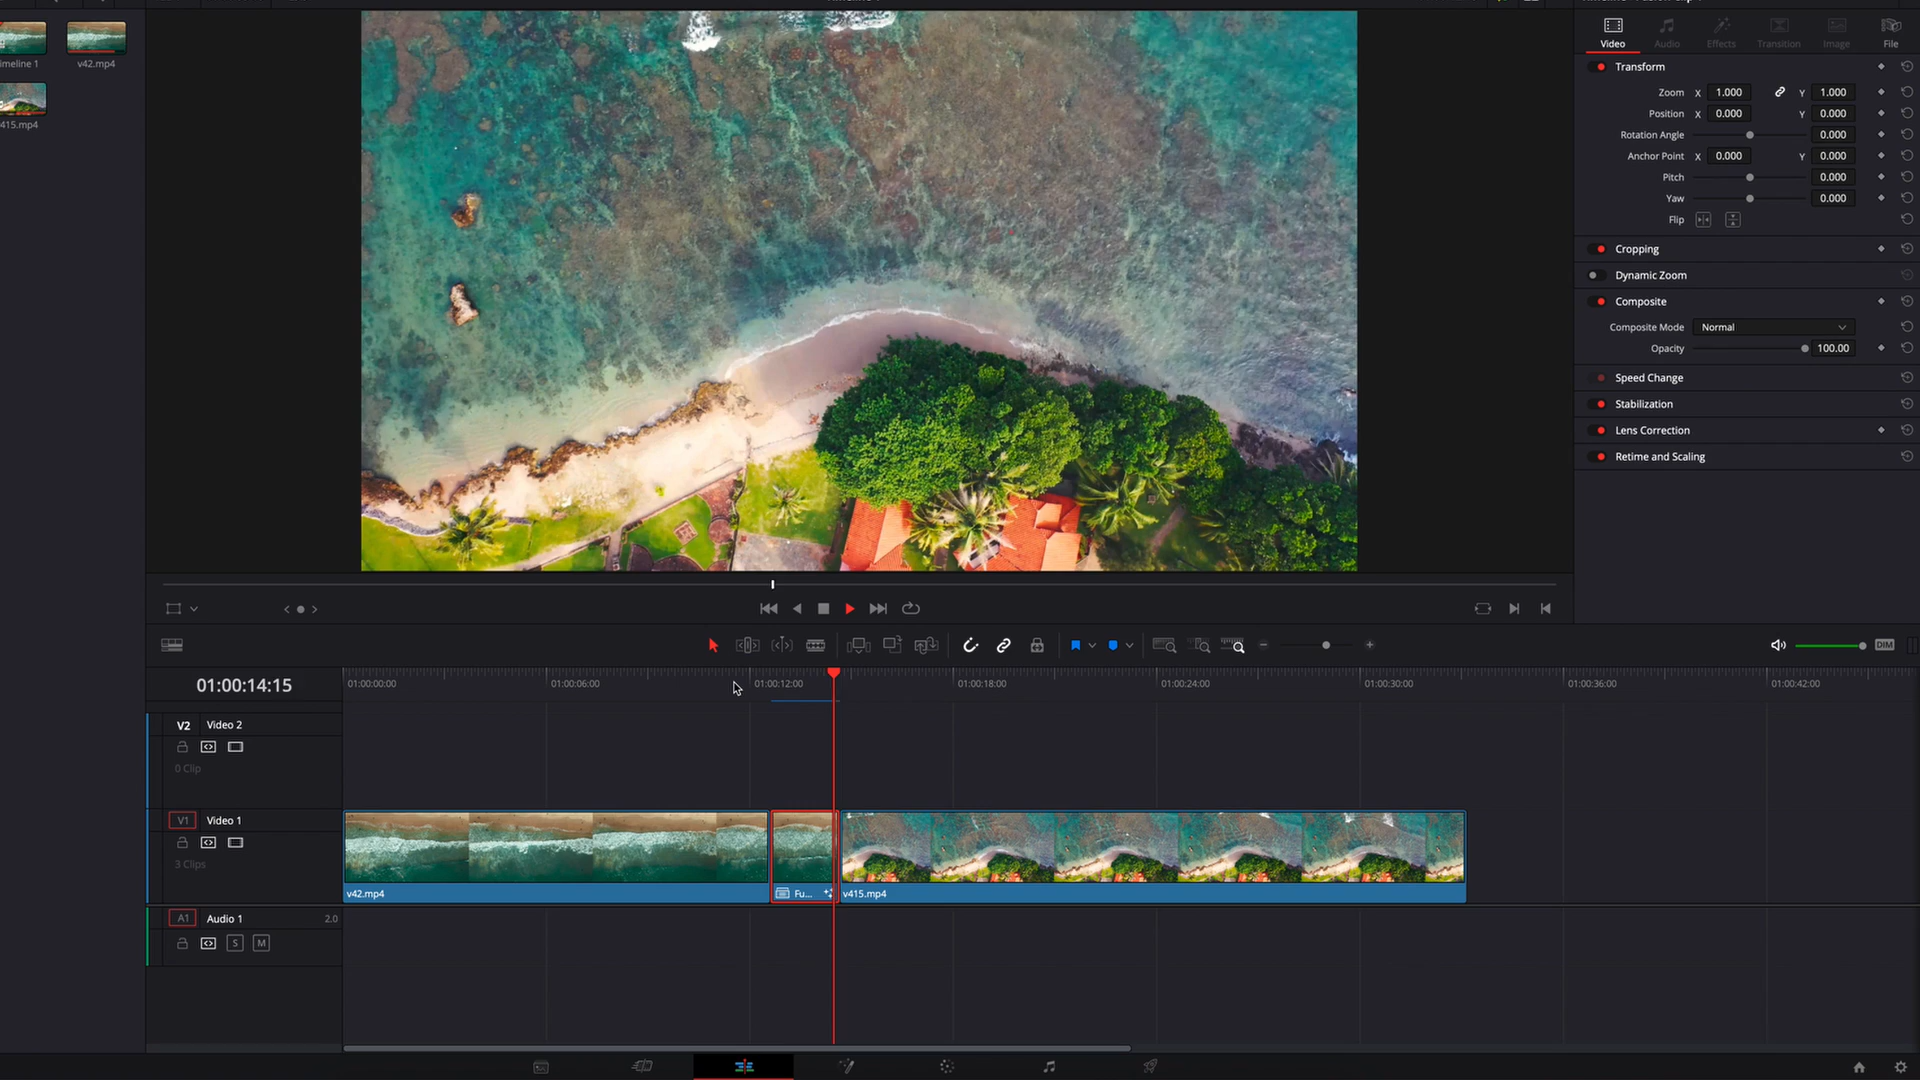 Timeline 1
v42.mp4
415.mp4
Video
Audio
Effects
Transition
Image
File
Transform
Zoom X 1.000 Y 1.000
Position X 0.000 Y 0.000
Rotation Angle 0.000
Anchor Point X 0.000 Y 0.000
Pitch 0.000
Yaw 0.000
Flip
Cropping
Dynamic Zoom
Composite
Composite Mode Normal
Opacity 100.00
Speed Change
Stabilization
Lens Correction
Retime and Scaling
DIM
01:00:14:15
01:00:00:00 01:00:06:00 01:00:12:00 01:00:18:00 01:00:24:00 01:00:30:00 01:00:36:00 01:00:42:00
V2 Video 2
0 Clip
V1 Video 1
3 Clips
v42.mp4
Fu...
v415.mp4
A1 Audio 1 2.0
S M